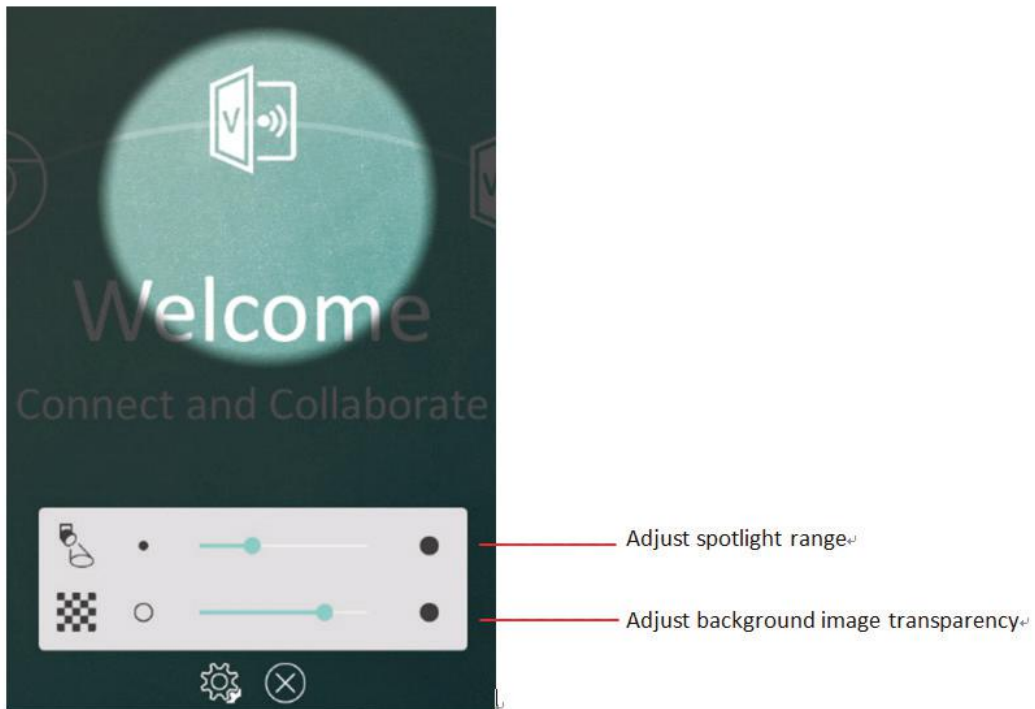 V
V
Welcome
Connect and Collaborate
Adjust spotlight range
Adjust background image transparency